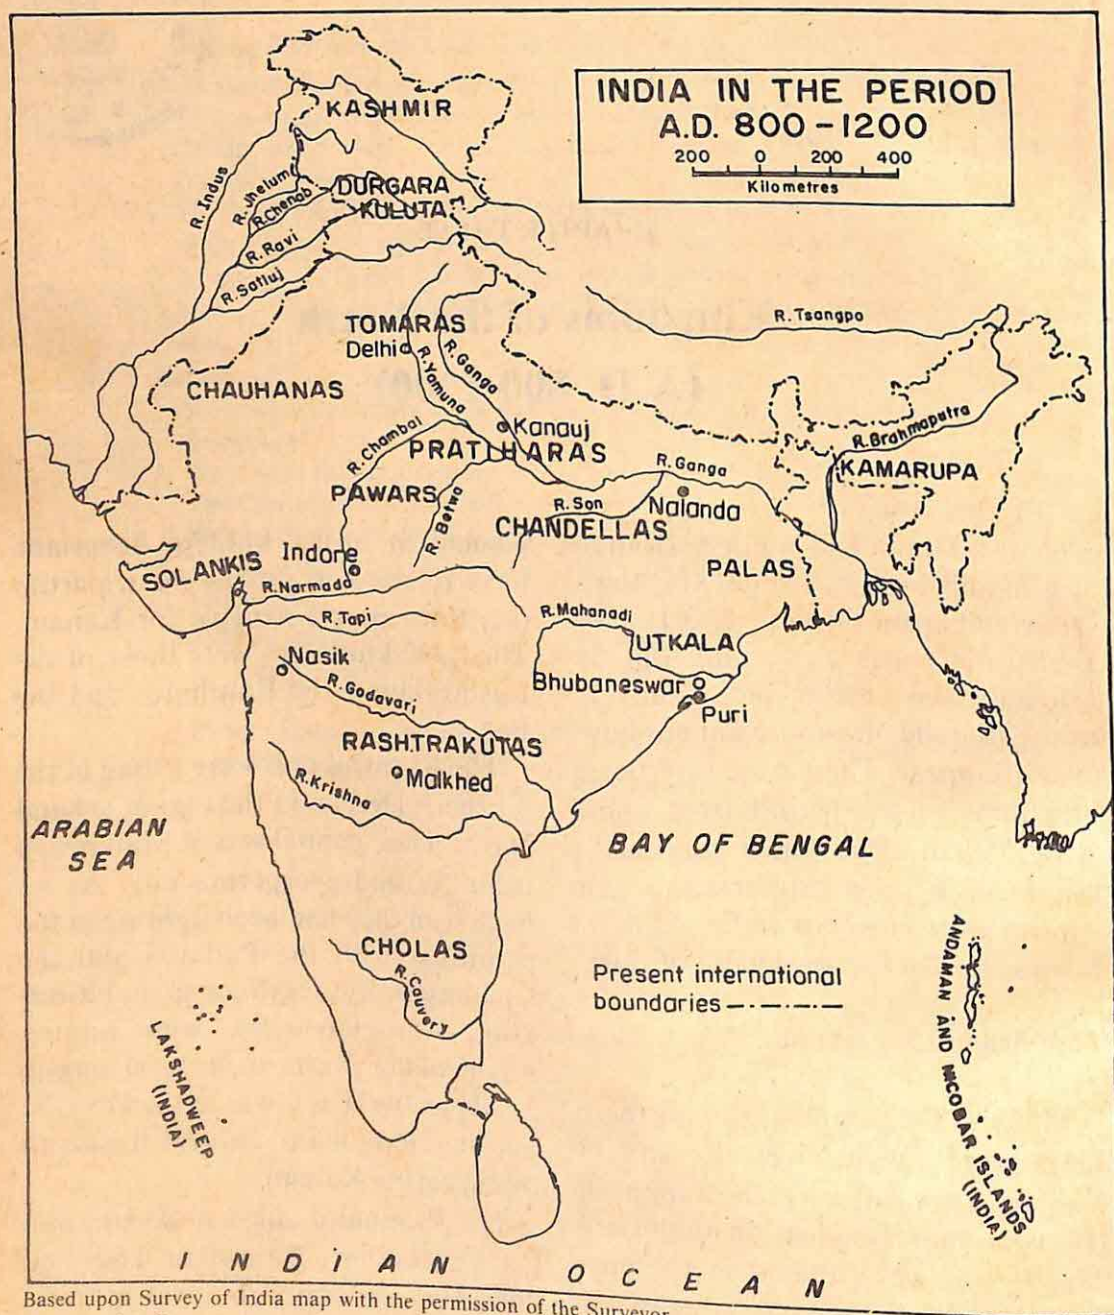 INDIA IN THE PERIOD
A.D. 800 – 1200
200 0 200 400
Kilometres
KASHMIR
R. Indus
R. Jhelum
R. Chenab
DURGARA
KULUTA
R. Ravi
R. Satluj
R. Tsangpo
TOMARAS
Delhi
R. Yamuna
R. Ganga
CHAUHANAS
Kanauj
R. Chambal
PRATIHARAS
R. Ganga
R. Brahmaputra
KAMARUPA
PAWARS
R. Betwa
R. Son
Nalanda
CHANDELLAS
Indore
SOLANKIS
PALAS
R. Narmada
R. Tapi
R. Mahanadi
UTKALA
Nasik
Bhubaneswar
R. Godavari
Puri
RASHTRAKUTAS
Malkhed
R. Krishna
ARABIAN
SEA
BAY OF BENGAL
CHOLAS
R. Cauvery
Present international
boundaries
LAKSHADWEEP
(INDIA)
ANDAMAN AND NICOBAR ISLANDS
(INDIA)
INDIAN OCEAN
Based upon Survey of India map with the permission of the Surveyor